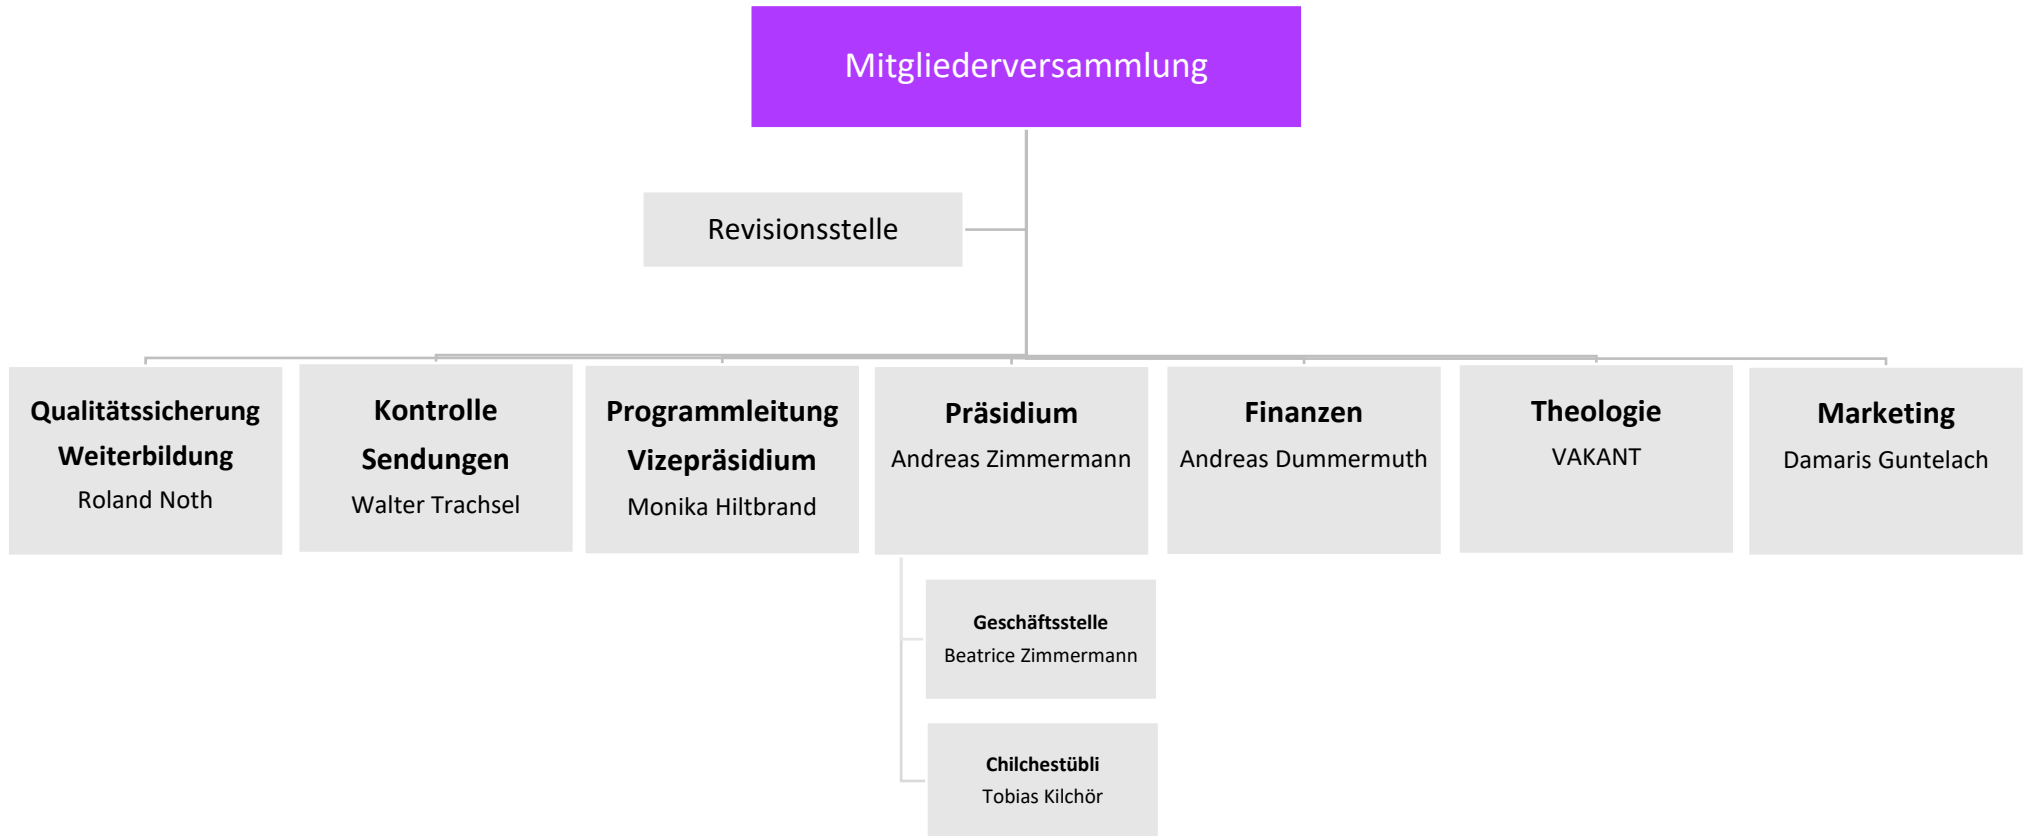 Mitgliederversammlung
Revisionsstelle
Qualitätssicherung
Weiterbildung
Roland Noth
Kontrolle
Sendungen
Walter Trachsel
Programmleitung
Vizepräsidium
Monika Hiltbrand
Präsidium
Andreas Zimmermann
Finanzen
Andreas Dummermuth
Theologie
VAKANT
Marketing
Damaris Guntelach
Geschäftsstelle
Beatrice Zimmermann
Chilchestübli
Tobias Kilchör